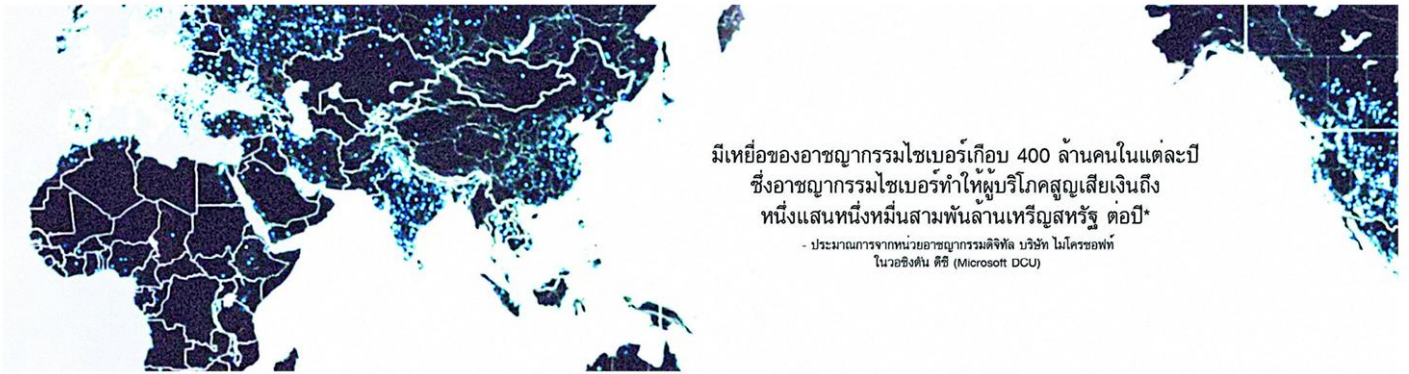 มีเหยื่อของอาชญากรรมไซเบอร์เกือบ 400 ล้านคนในแต่ละปี
ซึ่งอาชญากรรมไซเบอร์ทำให้ผู้บริโภคสูญเสียเงินถึง
หนึ่งแสนหนึ่งหมื่นสามพันล้านเหรีญสหรัฐ ต่อปี*
- ประมาณการจากหน่วยอาชญากรรมดิจิทัล บริษัท ไมโครซอฟท์
ในวอชิงตัน ดีซี (Microsoft DCU)